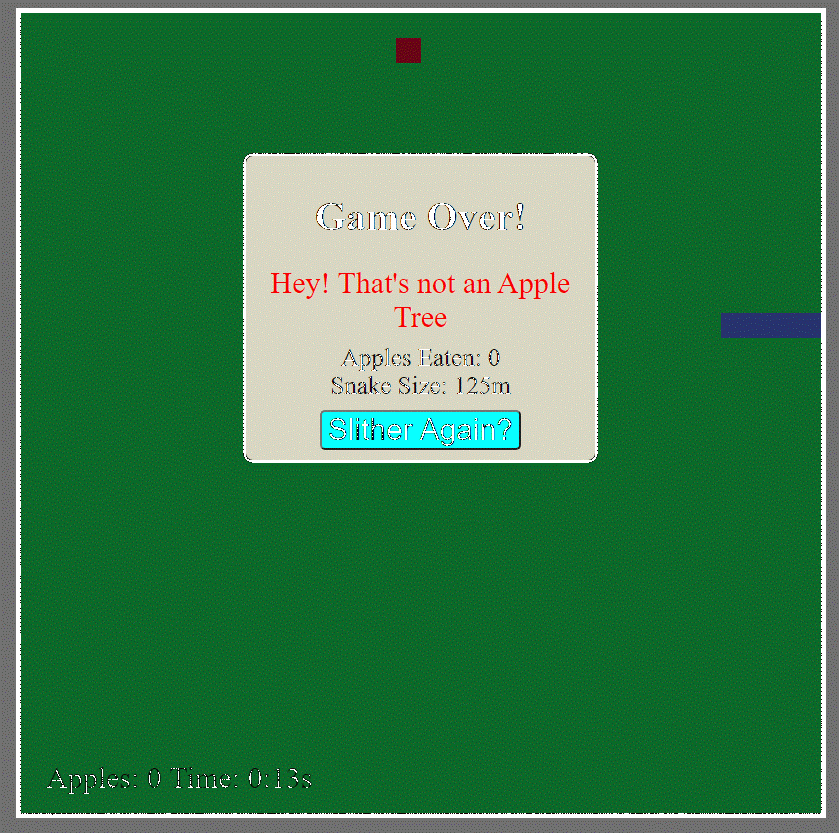 Game Over!
Hey! That's not an Apple
Tree
Apples Eaten: 0
Snake Size: 125m
Slither Again?
Apples: 0 Time: 0:13s